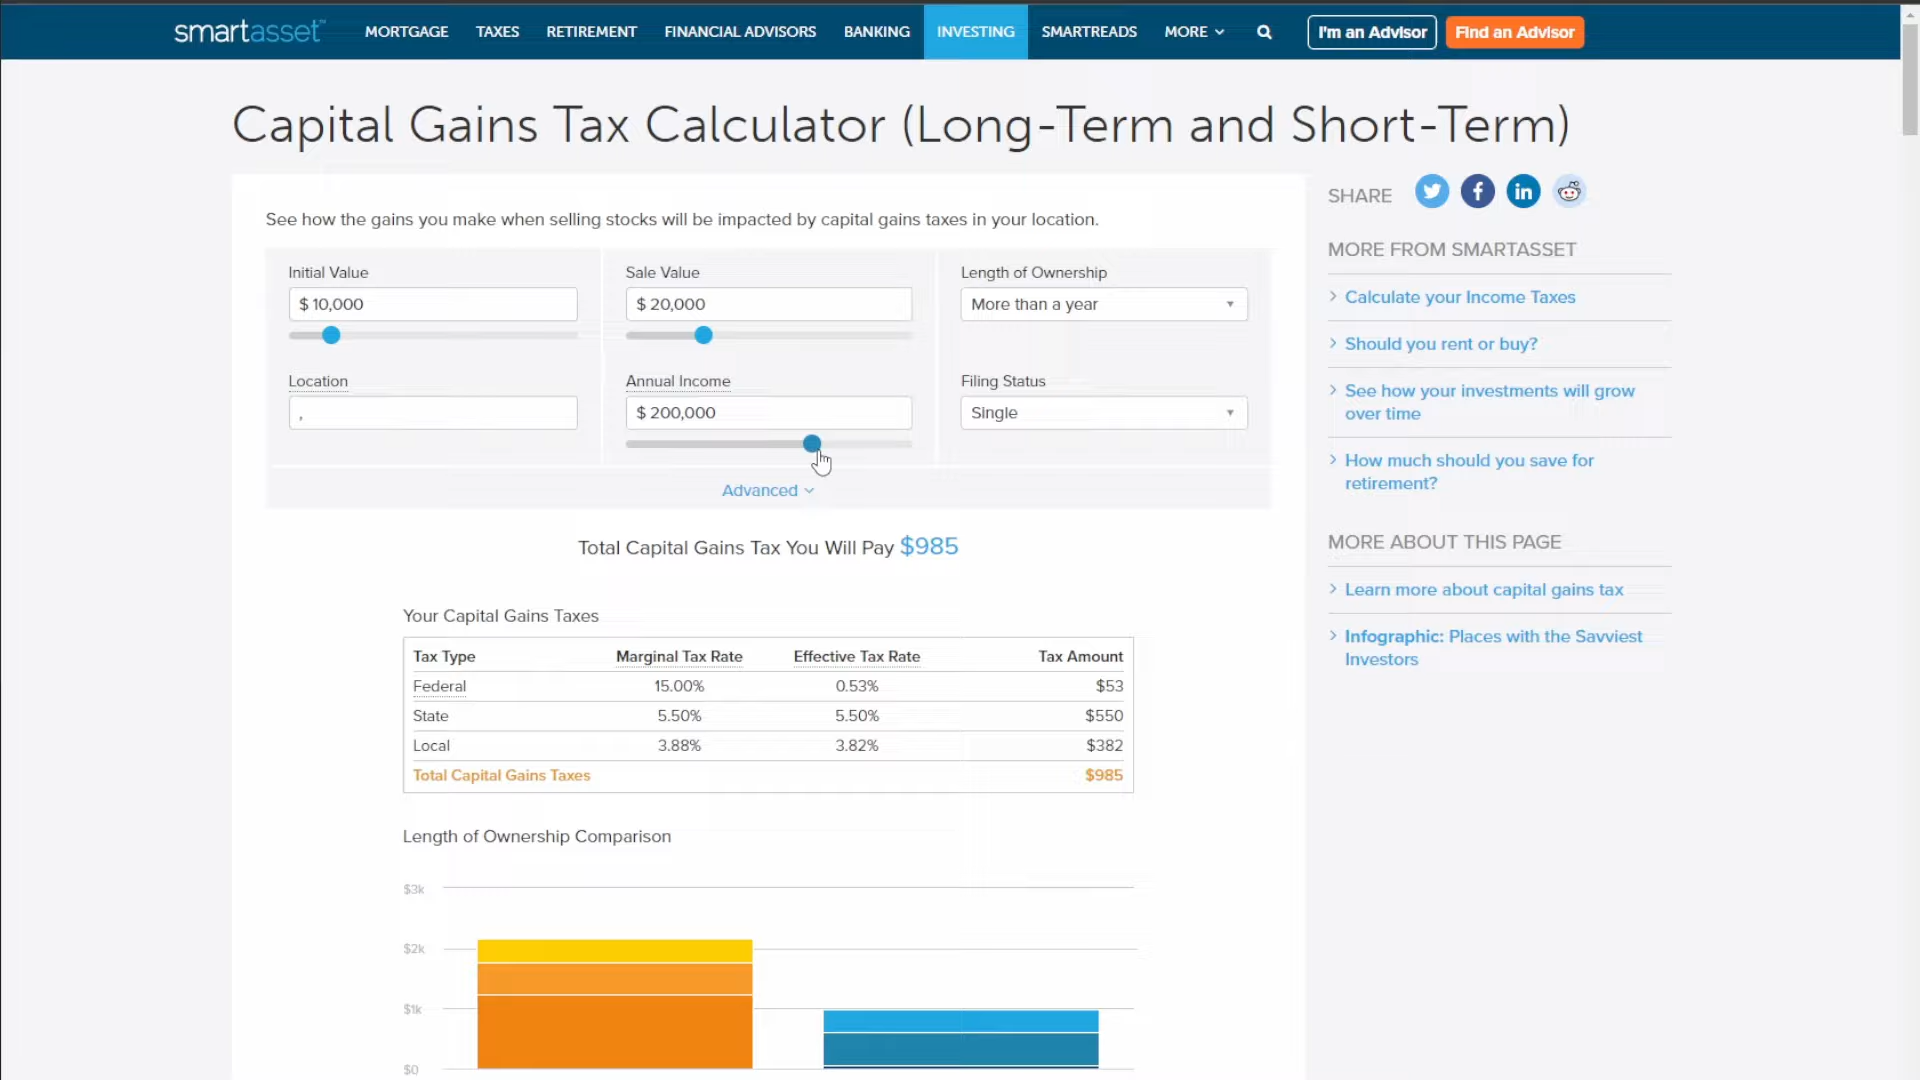 smartasset™
MORTGAGE TAXES RETIREMENT FINANCIAL ADVISORS BANKING INVESTING SMARTREADS MORE I'm an Advisor Find an Advisor
Capital Gains Tax Calculator (Long-Term and Short-Term)
SHARE
See how the gains you make when selling stocks will be impacted by capital gains taxes in your location.
Initial Value Sale Value Length of Ownership
$ 10,000 $ 20,000 More than a year
Location Annual Income Filing Status
, $ 200,000 Single
Advanced
Total Capital Gains Tax You Will Pay $985
Your Capital Gains Taxes
Tax Type Marginal Tax Rate Effective Tax Rate Tax Amount
Federal 15.00% 0.53% $53
State 5.50% 5.50% $550
Local 3.88% 3.82% $382
Total Capital Gains Taxes $985
Length of Ownership Comparison
$3k
$2k
$1k
$0
MORE FROM SMARTASSET
Calculate your Income Taxes
Should you rent or buy?
See how your investments will grow
over time
How much should you save for
retirement?
MORE ABOUT THIS PAGE
Learn more about capital gains tax
Infographic: Places with the Savviest
Investors